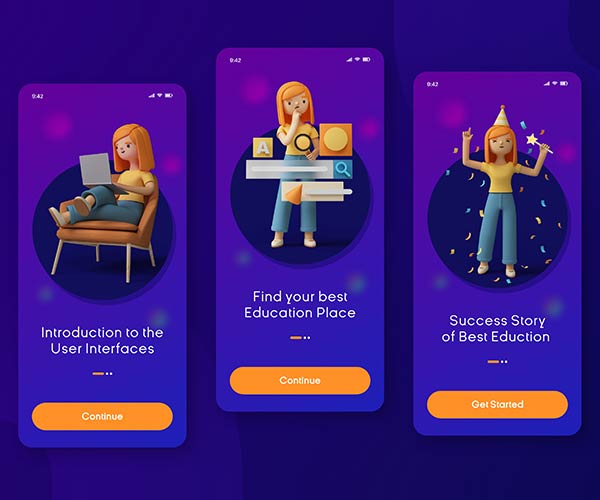 9:42
Introduction to the
User Interfaces
Continue
9:42
A
Find your best
Education Place
Continue
9:42
Success Story
of Best Eduction
Get Started